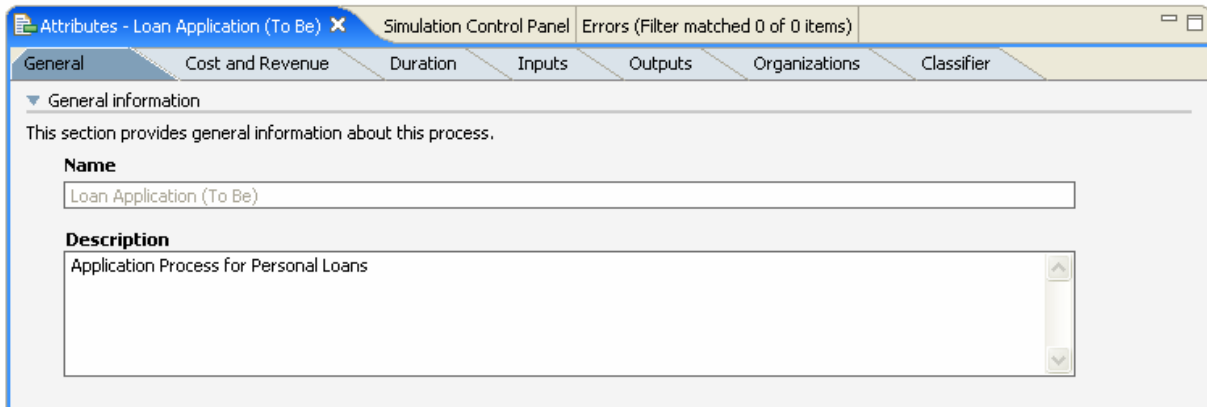 Attributes - Loan Application (To Be) Simulation Control Panel Errors (Filter matched 0 of 0 items)
General Cost and Revenue Duration Inputs Outputs Organizations Classifier
General information
This section provides general information about this process.
Name
Loan Application (To Be)
Description
Application Process for Personal Loans